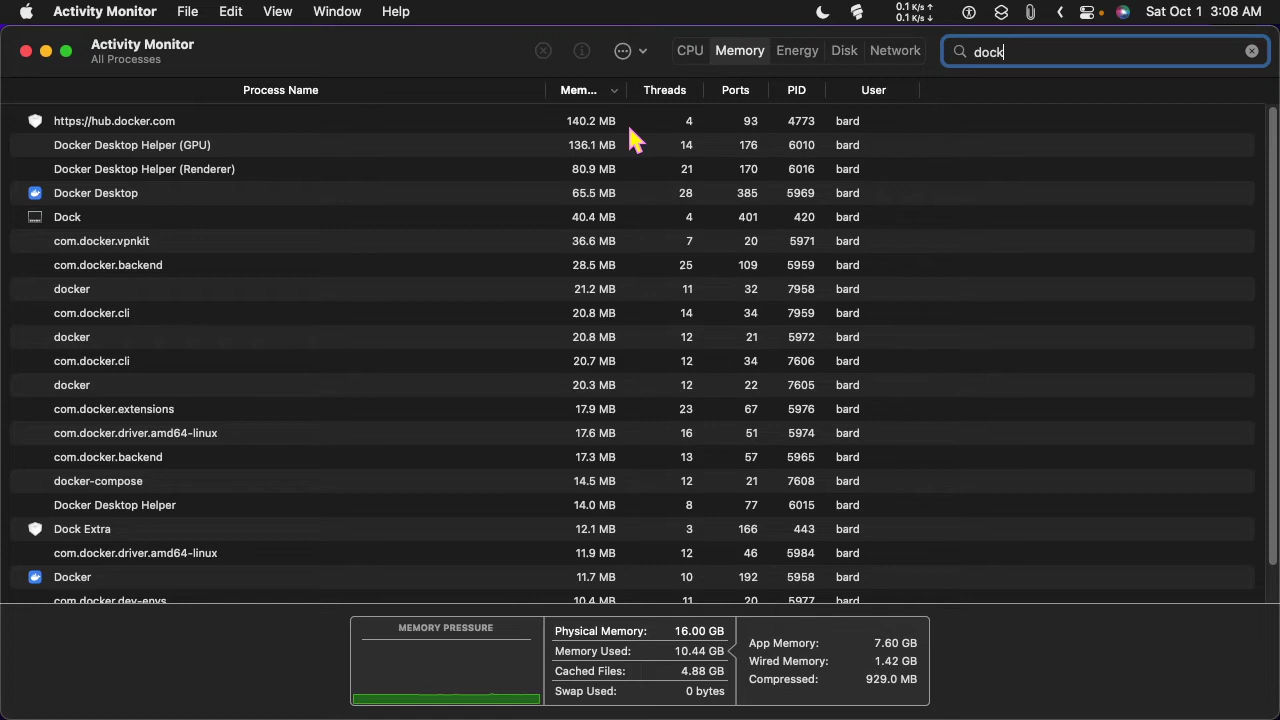 Activity Monitor File Edit View Window Help 0.1 K/s ↑ 0.1 K/s ↓ Sat Oct 1 3:08 AM
Activity Monitor
All Processes
CPU Memory Energy Disk Network dock
Process Name Mem... Threads Ports PID User
https://hub.docker.com 140.2 MB 4 93 4773 bard
Docker Desktop Helper (GPU) 136.1 MB 14 176 6010 bard
Docker Desktop Helper (Renderer) 80.9 MB 21 170 6016 bard
Docker Desktop 65.5 MB 28 385 5969 bard
Dock 40.4 MB 4 401 420 bard
com.docker.vpnkit 36.6 MB 7 20 5971 bard
com.docker.backend 28.5 MB 25 109 5959 bard
docker 21.2 MB 11 32 7958 bard
com.docker.cli 20.8 MB 14 34 7959 bard
docker 20.8 MB 12 21 5972 bard
com.docker.cli 20.7 MB 12 34 7606 bard
docker 20.3 MB 12 22 7605 bard
com.docker.extensions 17.9 MB 23 67 5976 bard
com.docker.driver.amd64-linux 17.6 MB 16 51 5974 bard
com.docker.backend 17.3 MB 13 57 5965 bard
docker-compose 14.5 MB 12 21 7608 bard
Docker Desktop Helper 14.0 MB 8 77 6015 bard
Dock Extra 12.1 MB 3 166 443 bard
com.docker.driver.amd64-linux 11.9 MB 12 46 5984 bard
Docker 11.7 MB 10 192 5958 bard
com.docker.dev-envs 10.4 MB 11 20 5977 bard
MEMORY PRESSURE
Physical Memory: 16.00 GB
Memory Used: 10.44 GB
Cached Files: 4.88 GB
Swap Used: 0 bytes
App Memory: 7.60 GB
Wired Memory: 1.42 GB
Compressed: 929.0 MB